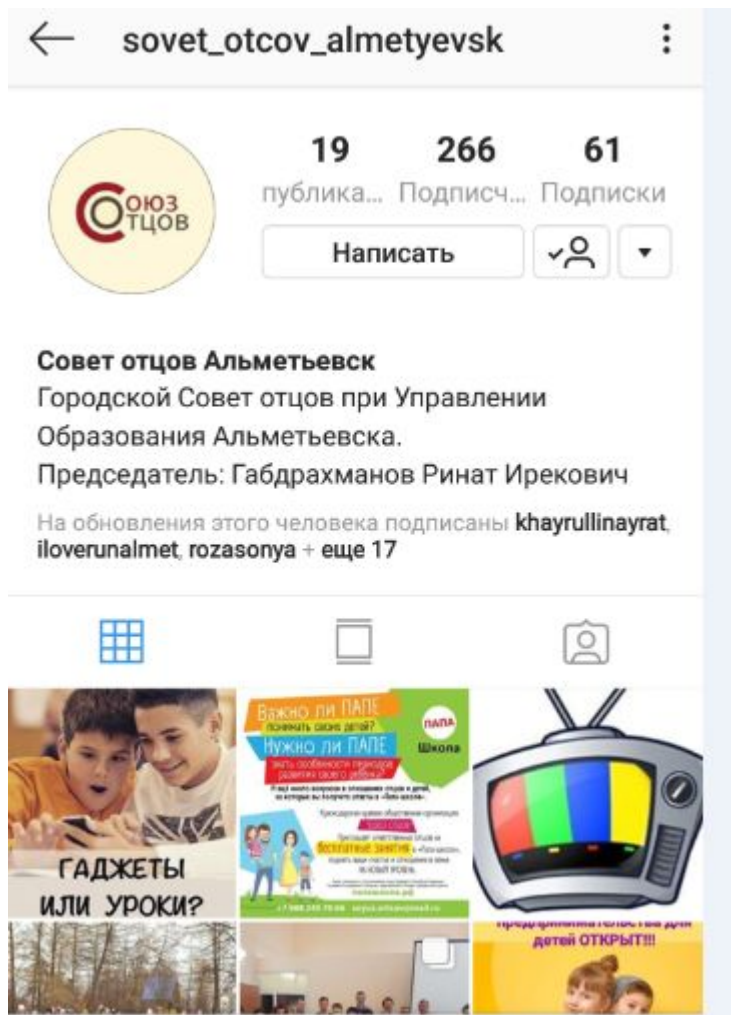 sovet_otcov_almetyevsk
19 266 61
публика... Подписч... Подписки
Написать
СОЮЗ
ОТЦОВ
Совет отцов Альметьевск
Городской Совет отцов при Управлении
Образования Альметьевска.
Председатель: Габдрахманов Ринат Ирекович
На обновления этого человека подписаны khayrullinayrat,
iloverunalmet, rozasonya + еще 17
ГАДЖЕТЫ
ИЛИ УРОКИ?
Важно ли ПАПЕ
понимать своих детей?
Нужно ли ПАПЕ
знать особенности периодов
развития своего ребенка?
ПАПА
Школа
СОЮЗ ОТЦОВ
бесплатные занятия
предпринимательства для
детей ОТКРЫТ!!!